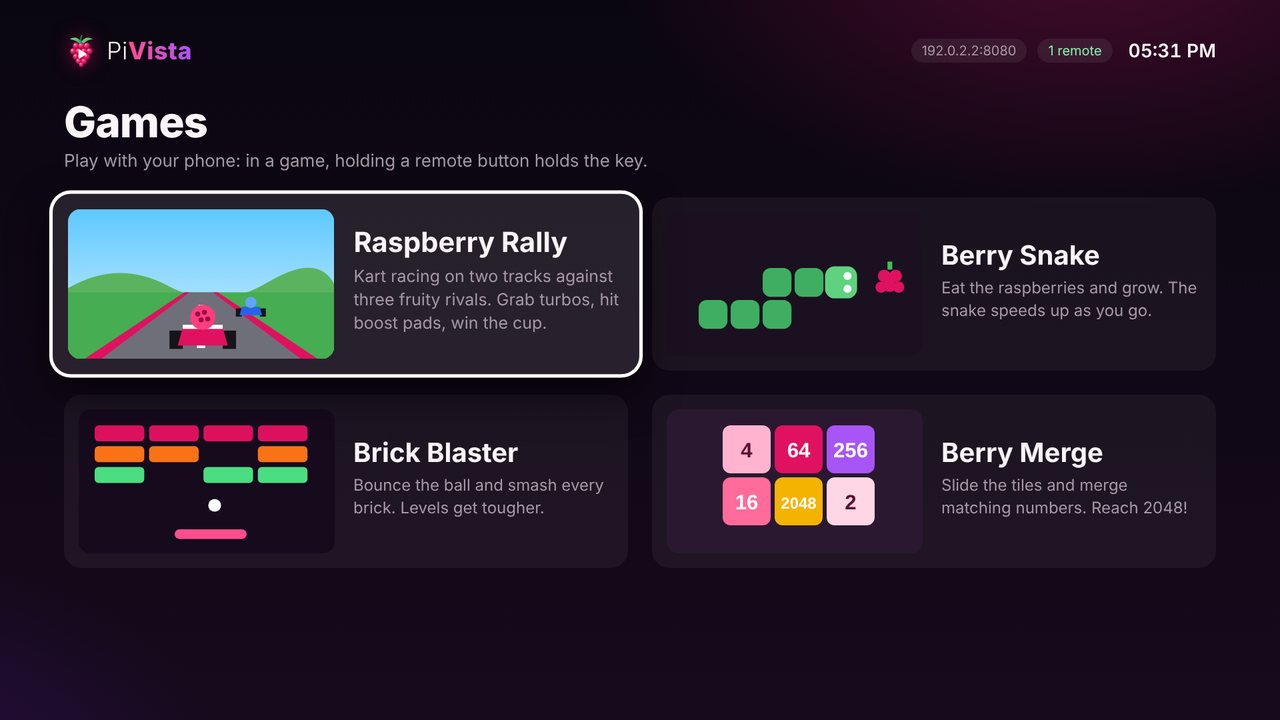 PiVista
192.0.2.2:8080
1 remote
05:31 PM
Games
Play with your phone: in a game, holding a remote button holds the key.
Raspberry Rally
Kart racing on two tracks against
three fruity rivals. Grab turbos, hit
boost pads, win the cup.
Berry Snake
Eat the raspberries and grow. The
snake speeds up as you go.
Brick Blaster
Bounce the ball and smash every
brick. Levels get tougher.
4 64 256
16 2048 2
Berry Merge
Slide the tiles and merge
matching numbers. Reach 2048!